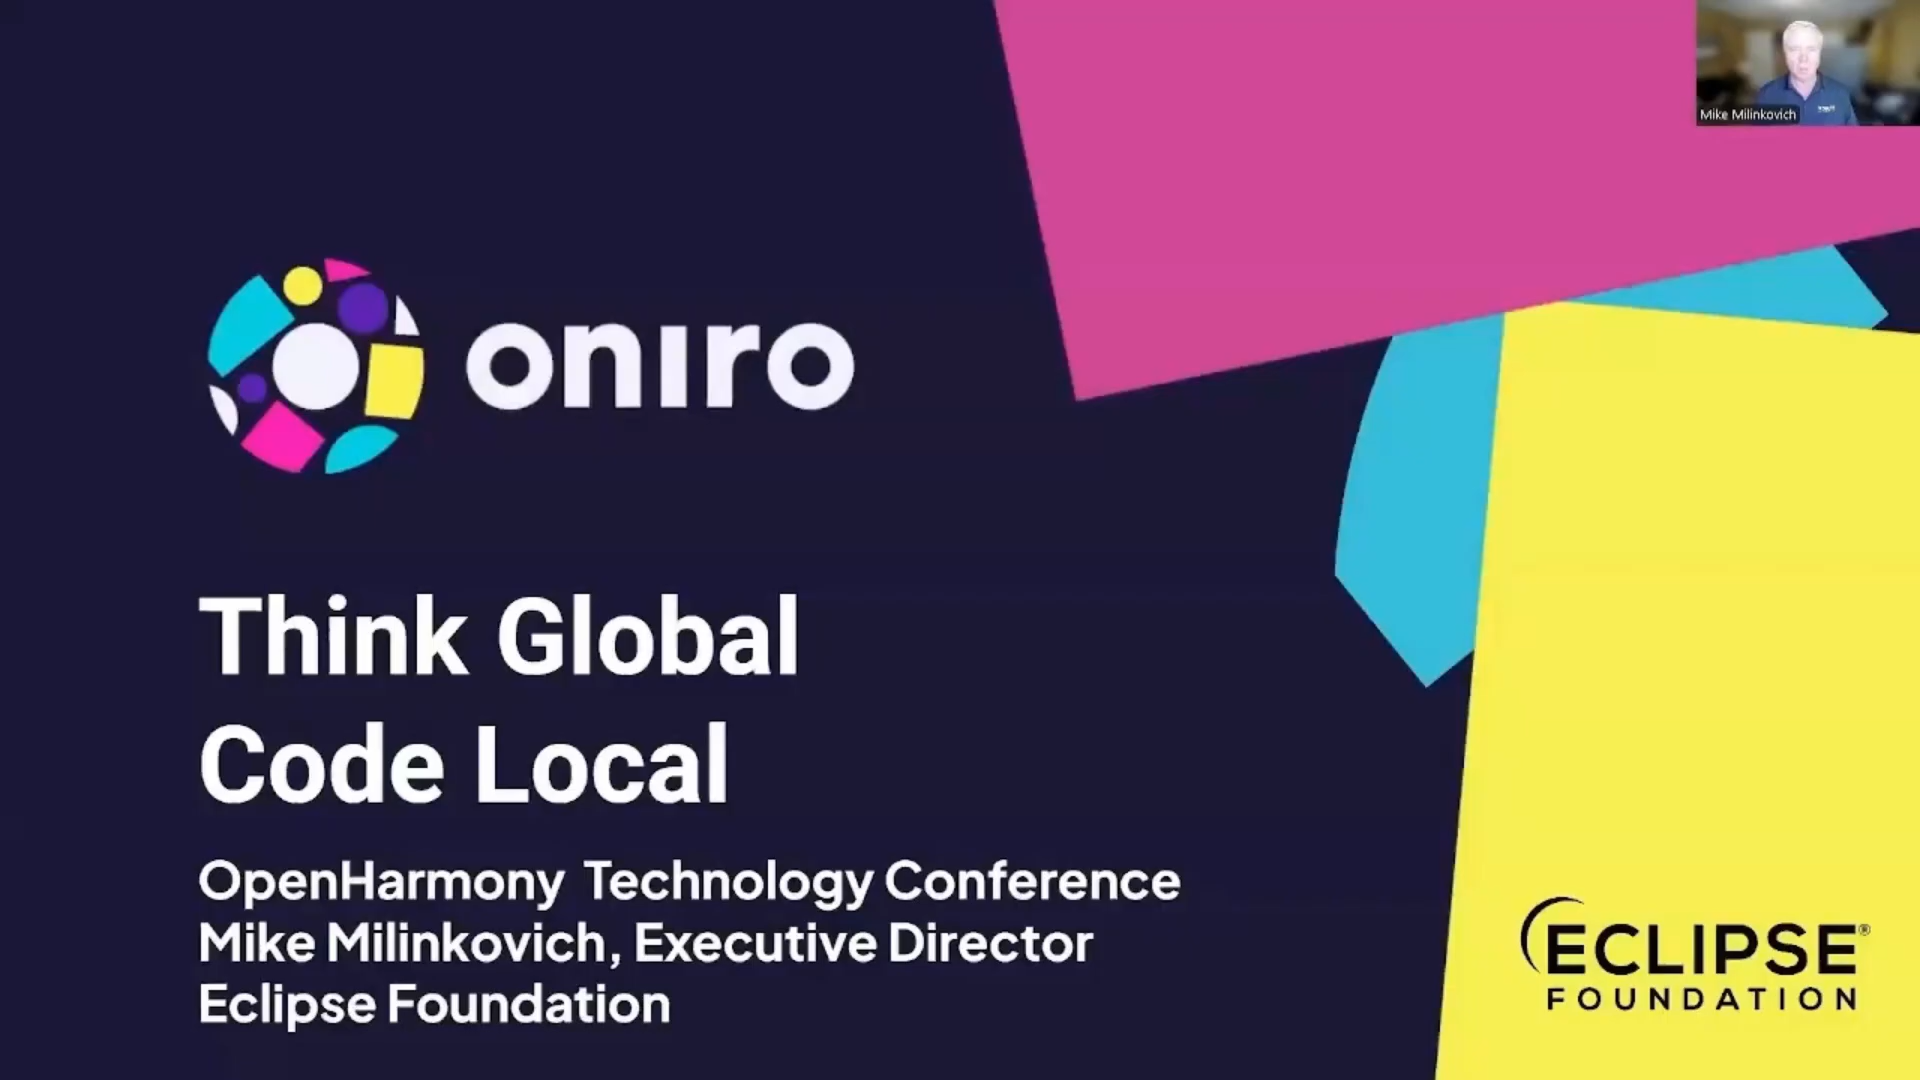 Mike Milinkovich
oniro
Think Global
Code Local
OpenHarmony Technology Conference
Mike Milinkovich, Executive Director
Eclipse Foundation
ECLIPSE®
FOUNDATION